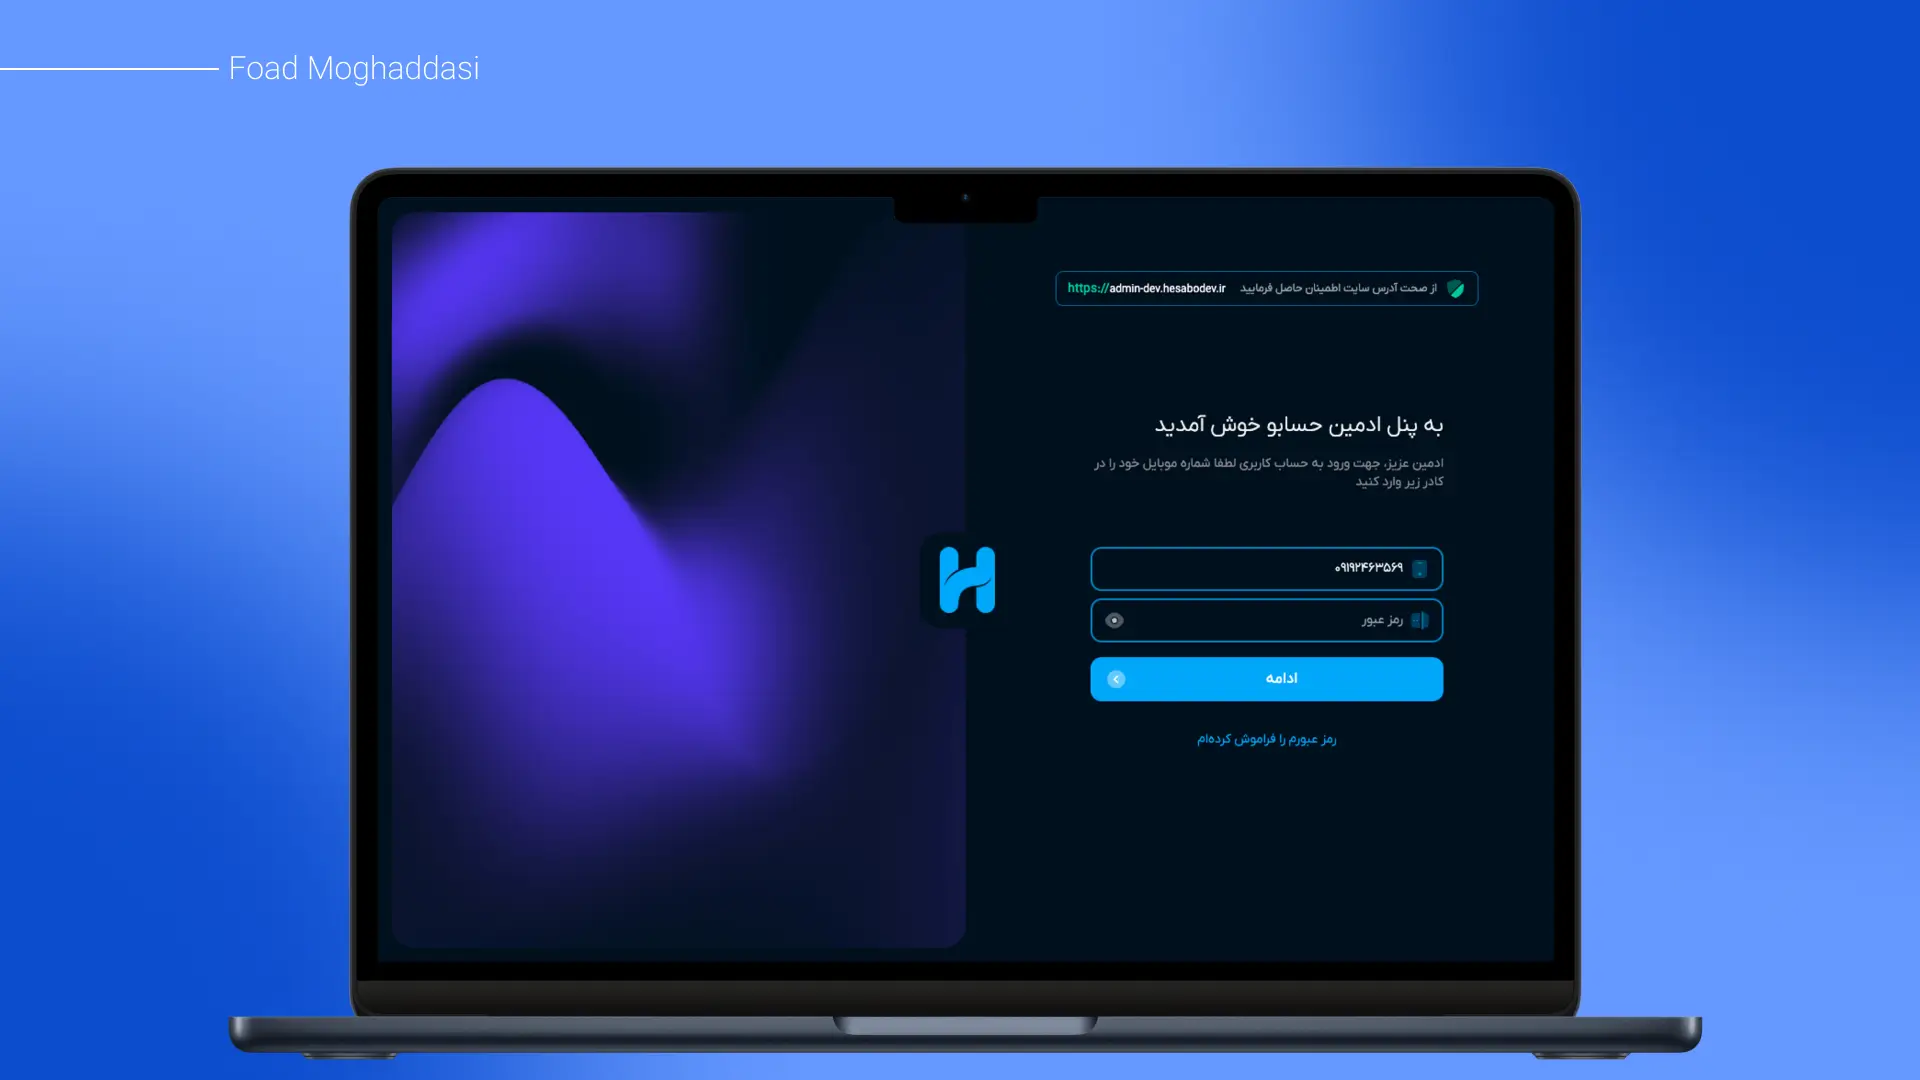 Foad Moghaddasi
از صحت آدرس سایت اطمینان حاصل فرمایید https://admin-dev.hesabodev.ir
به پنل ادمین حسابو خوش آمدید
ادمین عزیز، جهت ورود به حساب کاربری لطفا شماره موبایل خود را در
کادر زیر وارد کنید
۰۹۱۹۲۴۶۳۵۶۹
رمز عبور
ادامه
رمز عبورم را فراموش کرده‌ام